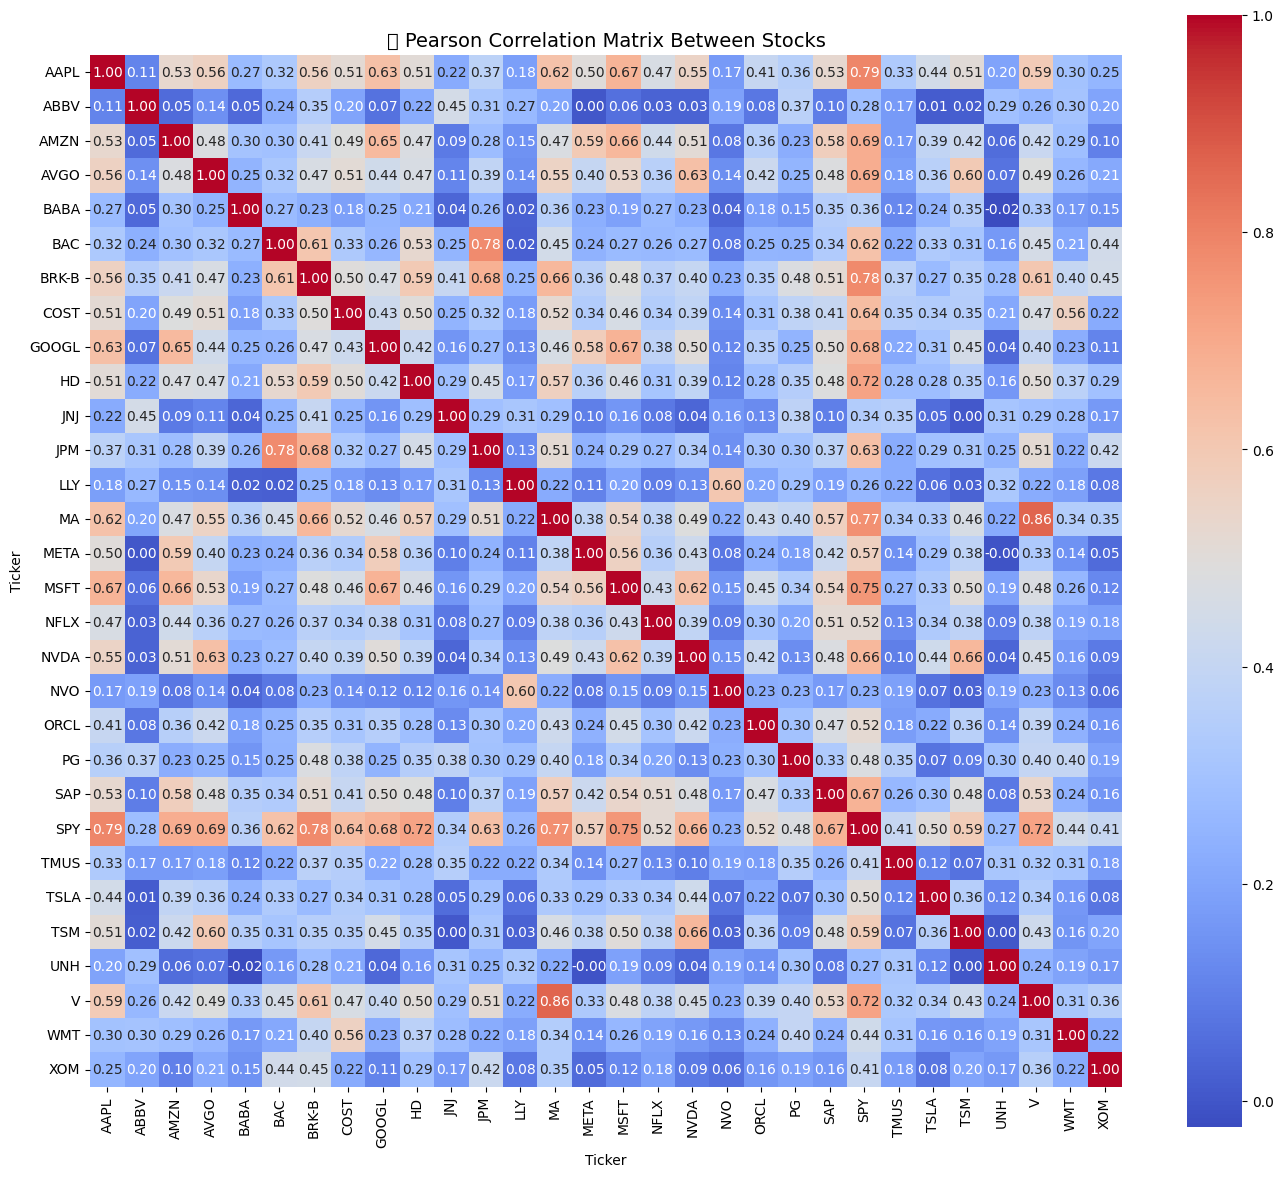 Pearson Correlation Matrix Between Stocks
AAPL 1.00 0.11 0.53 0.56 0.27 0.32 0.56 0.51 0.63 0.51 0.22 0.37 0.18 0.62 0.50 0.67 0.47 0.55 0.17 0.41 0.36 0.53 0.79 0.33 0.44 0.51 0.20 0.59 0.30 0.25
ABBV 0.11 1.00 0.05 0.14 0.05 0.24 0.35 0.20 0.07 0.22 0.45 0.31 0.27 0.20 0.00 0.06 0.03 0.03 0.19 0.08 0.37 0.10 0.28 0.17 0.01 0.02 0.29 0.26 0.30 0.20
AMZN 0.53 0.05 1.00 0.48 0.30 0.30 0.41 0.49 0.65 0.47 0.09 0.28 0.15 0.47 0.59 0.66 0.44 0.51 0.08 0.36 0.23 0.58 0.69 0.17 0.39 0.42 0.06 0.42 0.29 0.10
AVGO 0.56 0.14 0.48 1.00 0.25 0.32 0.47 0.51 0.44 0.47 0.11 0.39 0.14 0.55 0.40 0.53 0.36 0.63 0.14 0.42 0.25 0.48 0.69 0.18 0.36 0.60 0.07 0.49 0.26 0.21
BABA 0.27 0.05 0.30 0.25 1.00 0.27 0.23 0.18 0.25 0.21 0.04 0.26 0.02 0.36 0.23 0.19 0.27 0.23 0.04 0.18 0.15 0.35 0.36 0.12 0.24 0.35 -0.02 0.33 0.17 0.15
BAC 0.32 0.24 0.30 0.32 0.27 1.00 0.61 0.33 0.26 0.53 0.25 0.78 0.02 0.45 0.24 0.27 0.26 0.27 0.08 0.25 0.25 0.34 0.62 0.22 0.33 0.31 0.16 0.45 0.21 0.44
BRK-B 0.56 0.35 0.41 0.47 0.23 0.61 1.00 0.50 0.47 0.59 0.41 0.68 0.25 0.66 0.36 0.48 0.37 0.40 0.23 0.35 0.48 0.51 0.78 0.37 0.27 0.35 0.28 0.61 0.40 0.45
COST 0.51 0.20 0.49 0.51 0.18 0.33 0.50 1.00 0.43 0.50 0.25 0.32 0.18 0.52 0.34 0.46 0.34 0.39 0.14 0.31 0.38 0.41 0.64 0.35 0.34 0.35 0.21 0.47 0.56 0.22
GOOGL 0.63 0.07 0.65 0.44 0.25 0.26 0.47 0.43 1.00 0.42 0.16 0.27 0.13 0.46 0.58 0.67 0.38 0.50 0.12 0.35 0.25 0.50 0.68 0.22 0.31 0.45 0.04 0.40 0.23 0.11
HD 0.51 0.22 0.47 0.47 0.21 0.53 0.59 0.50 0.42 1.00 0.29 0.45 0.17 0.57 0.36 0.46 0.31 0.39 0.12 0.28 0.35 0.48 0.72 0.28 0.28 0.35 0.16 0.50 0.37 0.29
JNJ 0.22 0.45 0.09 0.11 0.04 0.25 0.41 0.25 0.16 0.29 1.00 0.29 0.31 0.29 0.10 0.16 0.08 0.04 0.16 0.13 0.38 0.10 0.34 0.35 0.05 0.00 0.31 0.29 0.28 0.17
JPM 0.37 0.31 0.28 0.39 0.26 0.78 0.68 0.32 0.27 0.45 0.29 1.00 0.13 0.51 0.24 0.29 0.27 0.34 0.14 0.30 0.30 0.37 0.63 0.22 0.29 0.31 0.25 0.51 0.22 0.42
LLY 0.18 0.27 0.15 0.14 0.02 0.02 0.25 0.18 0.13 0.17 0.31 0.13 1.00 0.22 0.11 0.20 0.09 0.13 0.60 0.20 0.29 0.19 0.26 0.22 0.06 0.03 0.32 0.22 0.18 0.08
MA 0.62 0.20 0.47 0.55 0.36 0.45 0.66 0.52 0.46 0.57 0.29 0.51 0.22 1.00 0.38 0.54 0.38 0.49 0.22 0.43 0.40 0.57 0.77 0.34 0.33 0.46 0.22 0.86 0.34 0.35
META 0.50 0.00 0.59 0.40 0.23 0.24 0.36 0.34 0.58 0.36 0.10 0.24 0.11 0.38 1.00 0.56 0.36 0.43 0.08 0.24 0.18 0.42 0.57 0.14 0.29 0.38 -0.00 0.33 0.14 0.05
MSFT 0.67 0.06 0.66 0.53 0.19 0.27 0.48 0.46 0.67 0.46 0.16 0.29 0.20 0.54 0.56 1.00 0.43 0.62 0.15 0.45 0.34 0.54 0.75 0.27 0.33 0.50 0.19 0.48 0.26 0.12
NFLX 0.47 0.03 0.44 0.36 0.27 0.26 0.37 0.34 0.38 0.31 0.08 0.27 0.09 0.38 0.36 0.43 1.00 0.39 0.09 0.30 0.20 0.51 0.52 0.13 0.34 0.38 0.09 0.38 0.19 0.18
NVDA 0.55 0.03 0.51 0.63 0.23 0.27 0.40 0.39 0.50 0.39 0.04 0.34 0.13 0.49 0.43 0.62 0.39 1.00 0.15 0.42 0.13 0.48 0.66 0.10 0.44 0.66 0.04 0.45 0.16 0.09
NVO 0.17 0.19 0.08 0.14 0.04 0.08 0.23 0.14 0.12 0.12 0.16 0.14 0.60 0.22 0.08 0.15 0.09 0.15 1.00 0.23 0.23 0.17 0.23 0.19 0.07 0.03 0.19 0.23 0.13 0.06
ORCL 0.41 0.08 0.36 0.42 0.18 0.25 0.35 0.31 0.35 0.28 0.13 0.30 0.20 0.43 0.24 0.45 0.30 0.42 0.23 1.00 0.30 0.47 0.52 0.18 0.22 0.36 0.14 0.39 0.24 0.16
PG 0.36 0.37 0.23 0.25 0.15 0.25 0.48 0.38 0.25 0.35 0.38 0.30 0.29 0.40 0.18 0.34 0.20 0.13 0.23 0.30 1.00 0.33 0.48 0.35 0.07 0.09 0.30 0.40 0.40 0.19
SAP 0.53 0.10 0.58 0.48 0.35 0.34 0.51 0.41 0.50 0.48 0.10 0.37 0.19 0.57 0.42 0.54 0.51 0.48 0.17 0.47 0.33 1.00 0.67 0.26 0.30 0.48 0.08 0.53 0.24 0.16
SPY 0.79 0.28 0.69 0.69 0.36 0.62 0.78 0.64 0.68 0.72 0.34 0.63 0.26 0.77 0.57 0.75 0.52 0.66 0.23 0.52 0.48 0.67 1.00 0.41 0.50 0.59 0.27 0.72 0.44 0.41
TMUS 0.33 0.17 0.17 0.18 0.12 0.22 0.37 0.35 0.22 0.28 0.35 0.22 0.22 0.34 0.14 0.27 0.13 0.10 0.19 0.18 0.35 0.26 0.41 1.00 0.12 0.07 0.31 0.32 0.31 0.18
TSLA 0.44 0.01 0.39 0.36 0.24 0.33 0.27 0.34 0.31 0.28 0.05 0.29 0.06 0.33 0.29 0.33 0.34 0.44 0.07 0.22 0.07 0.30 0.50 0.12 1.00 0.36 0.12 0.34 0.16 0.08
TSM 0.51 0.02 0.42 0.60 0.35 0.31 0.35 0.35 0.45 0.35 0.00 0.31 0.03 0.46 0.38 0.50 0.38 0.66 0.03 0.36 0.09 0.48 0.59 0.07 0.36 1.00 0.00 0.43 0.16 0.20
UNH 0.20 0.29 0.06 0.07 -0.02 0.16 0.28 0.21 0.04 0.16 0.31 0.25 0.32 0.22 -0.00 0.19 0.09 0.04 0.19 0.14 0.30 0.08 0.27 0.31 0.12 0.00 1.00 0.24 0.19 0.17
V 0.59 0.26 0.42 0.49 0.33 0.45 0.61 0.47 0.40 0.50 0.29 0.51 0.22 0.86 0.33 0.48 0.38 0.45 0.23 0.39 0.40 0.53 0.72 0.32 0.34 0.43 0.24 1.00 0.31 0.36
WMT 0.30 0.30 0.29 0.26 0.17 0.21 0.40 0.56 0.23 0.37 0.28 0.22 0.18 0.34 0.14 0.26 0.19 0.16 0.13 0.24 0.40 0.24 0.44 0.31 0.16 0.16 0.19 0.31 1.00 0.22
XOM 0.25 0.20 0.10 0.21 0.15 0.44 0.45 0.22 0.11 0.29 0.17 0.42 0.08 0.35 0.05 0.12 0.18 0.09 0.06 0.16 0.19 0.16 0.41 0.18 0.08 0.20 0.17 0.36 0.22 1.00
AAPL ABBV AMZN AVGO BABA BAC BRK-B COST GOOGL HD JNJ JPM LLY MA META MSFT NFLX NVDA NVO ORCL PG SAP SPY TMUS TSLA TSM UNH V WMT XOM
Ticker
Ticker
1.0
0.8
0.6
0.4
0.2
0.0